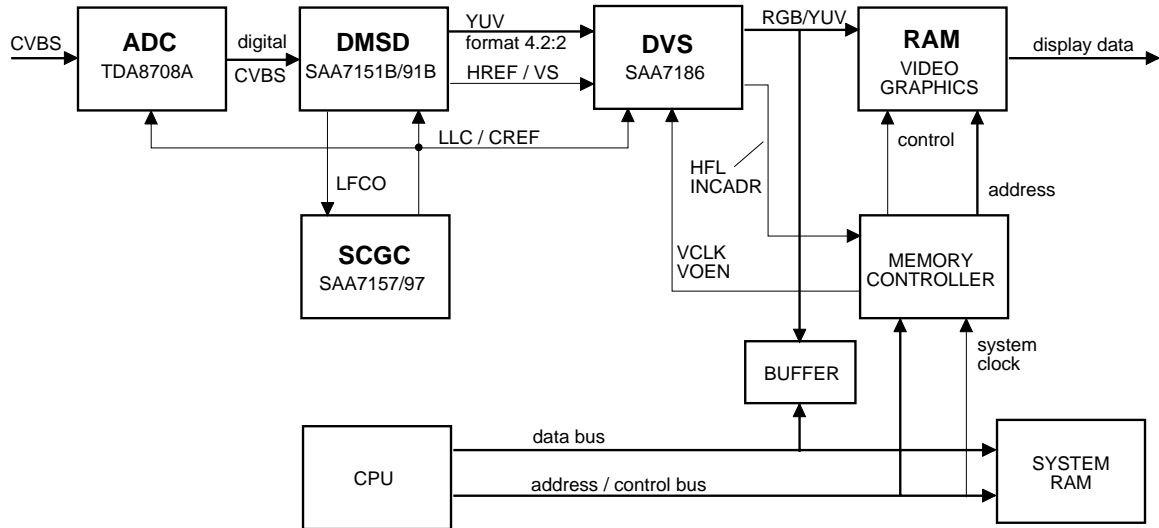 CVBS
ADC
TDA8708A
digital
CVBS
DMSD
SAA7151B/91B
YUV
format 4.2:2
HREF / VS
DVS
SAA7186
RGB/YUV
RAM
VIDEO
GRAPHICS
display data
LLC / CREF
LFCO
SCGC
SAA7157/97
HFL
INCADR
control
address
VCLK
VOEN
MEMORY
CONTROLLER
BUFFER
system
clock
CPU
data bus
address / control bus
SYSTEM
RAM